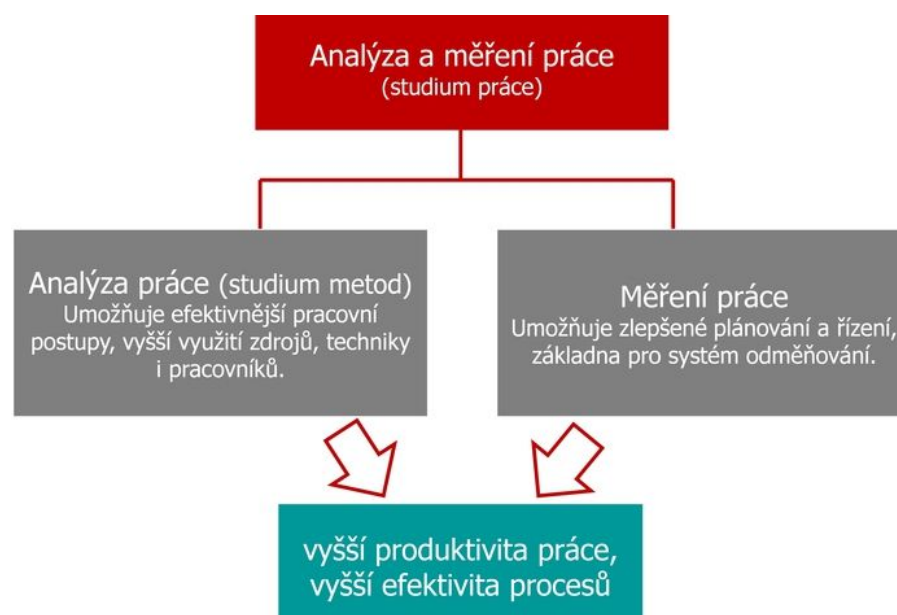 Analýza a měření práce
(studium práce)
Analýza práce (studium metod)
Umožňuje efektivnější pracovní
postupy, vyšší využití zdrojů, techniky
i pracovníků.
Měření práce
Umožňuje zlepšené plánování a řízení,
základna pro systém odměňování.
vyšší produktivita práce,
vyšší efektivita procesů